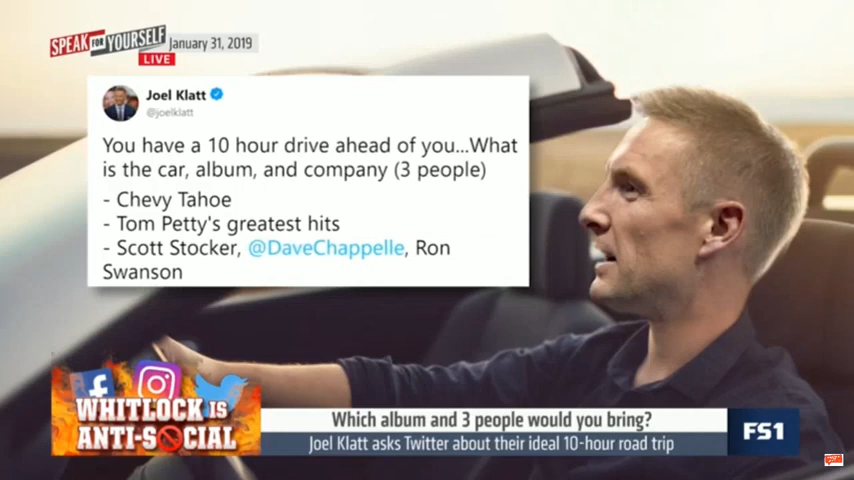 SPEAK FOR YOURSELF
January 31, 2019
LIVE
Joel Klatt
@joelklatt
You have a 10 hour drive ahead of you...What
is the car, album, and company (3 people)
- Chevy Tahoe
- Tom Petty's greatest hits
- Scott Stocker, @DaveChappelle, Ron
Swanson
WHITLOCK IS
ANTI-SOCIAL
Which album and 3 people would you bring?
Joel Klatt asks Twitter about their ideal 10-hour road trip
FS1